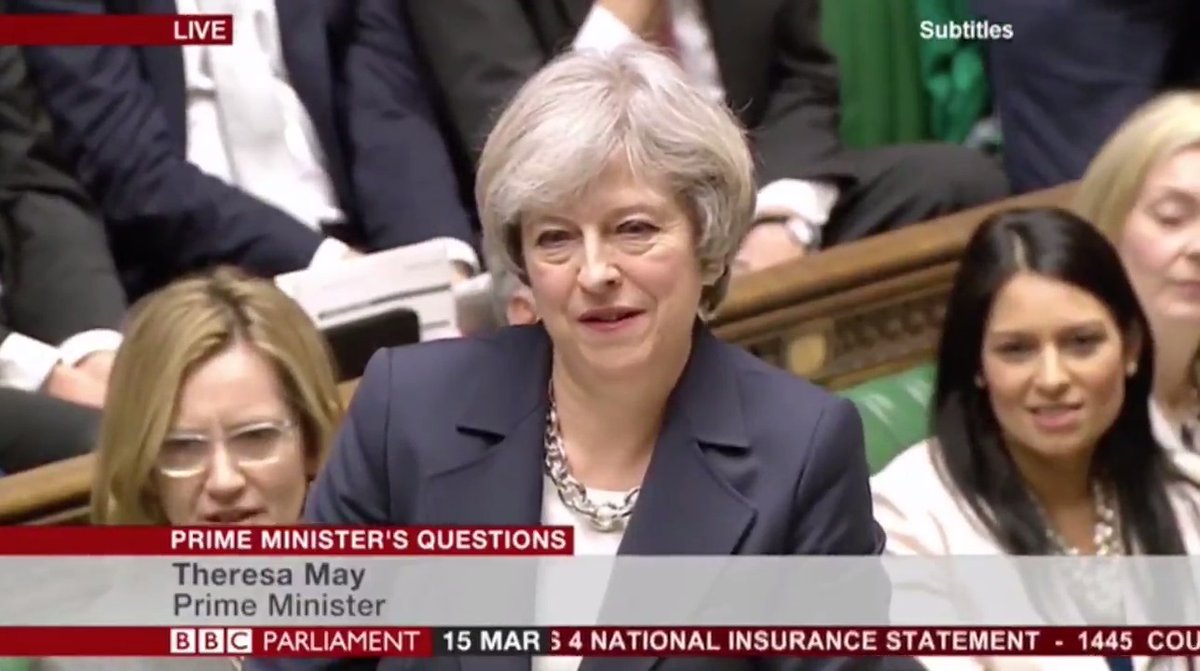 LIVE
Subtitles
PRIME MINISTER'S QUESTIONS
Theresa May
Prime Minister
BBC PARLIAMENT 15 MAR S 4 NATIONAL INSURANCE STATEMENT - 1445 COU